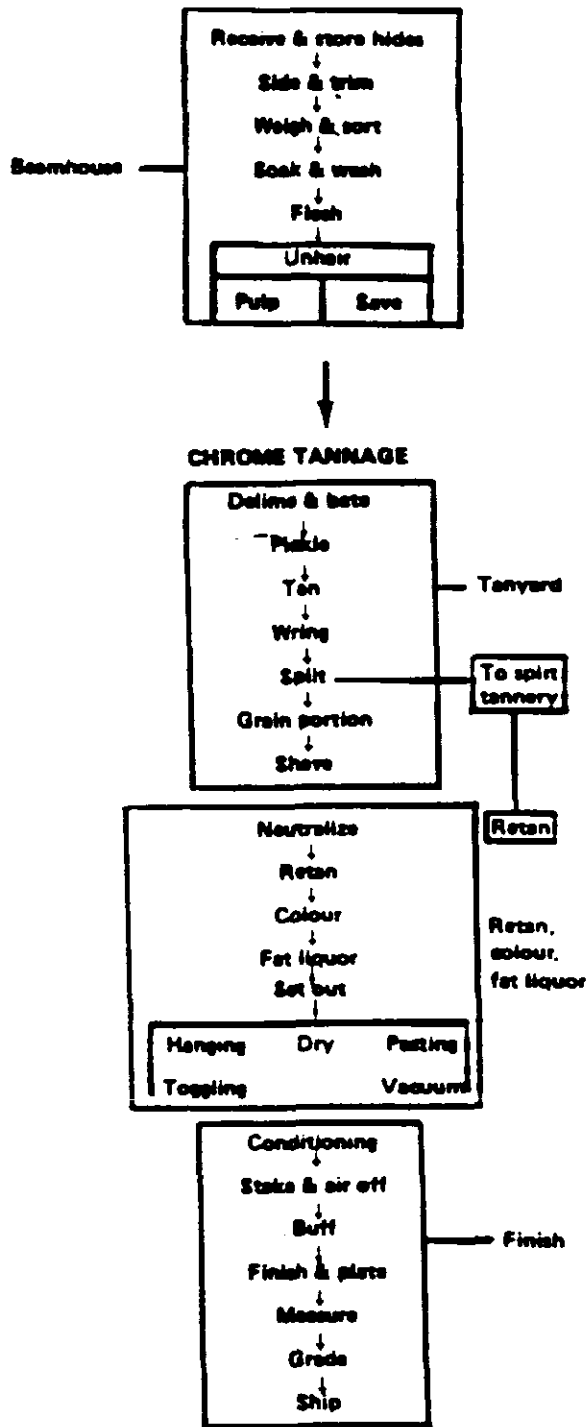 Receive & store hides
Side & trim
Weigh & sort
Beamhouse
Soak & wash
Flesh
Unhair
Pulp Save
CHROME TANNAGE
Delime & bate
Pickle
Tan
Tanyard
Wring
Split
To split
tannery
Grain portion
Shave
Neutralize
Retan
Retan
Colour
Retan,
colour,
fat liquor
Fat liquor
Set out
Hanging Dry Pasting
Toggling Vacuum
Conditioning
Stake & air off
Buff
Finish
Finish & plate
Measure
Grade
Ship